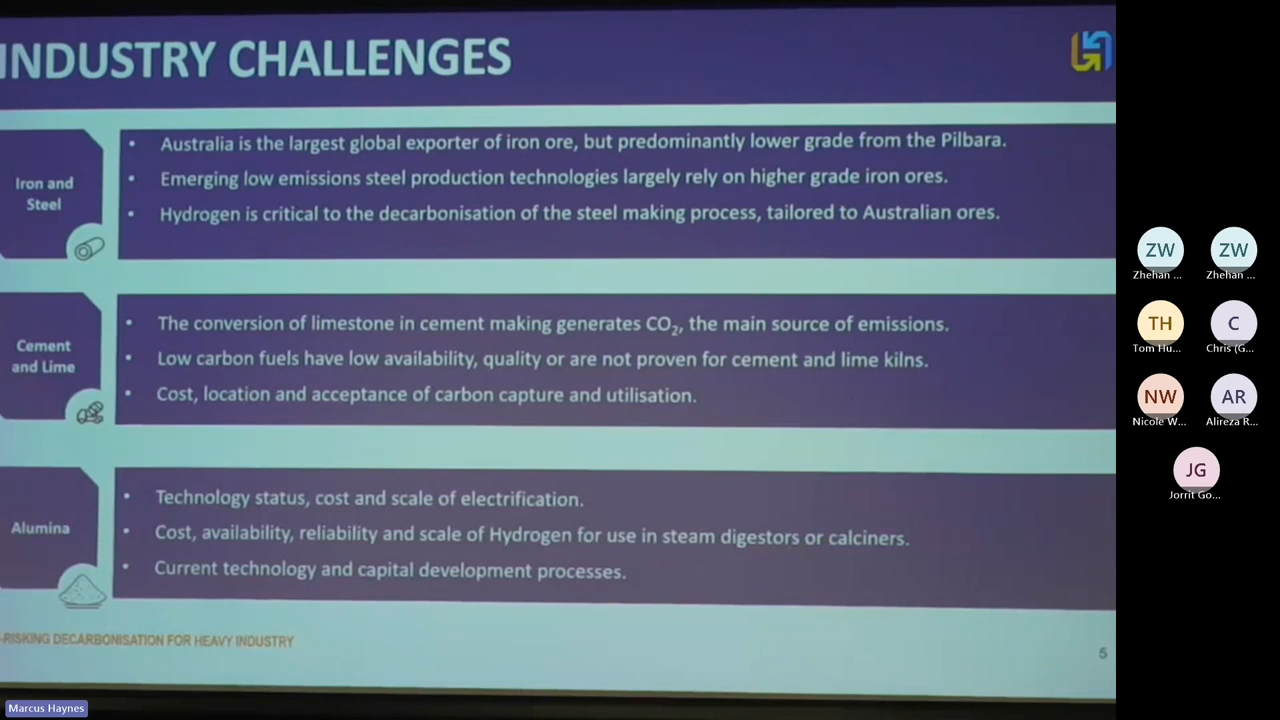 INDUSTRY CHALLENGES
Iron and
Steel
• Australia is the largest global exporter of iron ore, but predominantly lower grade from the Pilbara.
• Emerging low emissions steel production technologies largely rely on higher grade iron ores.
• Hydrogen is critical to the decarbonisation of the steel making process, tailored to Australian ores.
Cement
and Lime
• The conversion of limestone in cement making generates CO₂, the main source of emissions.
• Low carbon fuels have low availability, quality or are not proven for cement and lime kilns.
• Cost, location and acceptance of carbon capture and utilisation.
Alumina
• Technology status, cost and scale of electrification.
• Cost, availability, reliability and scale of Hydrogen for use in steam digestors or calciners.
• Current technology and capital development processes.
-RISKING DECARBONISATION FOR HEAVY INDUSTRY
5
Marcus Haynes
ZW
Zhehan ...
ZW
Zhehan ...
TH
Tom Hu...
C
Chris (G...
NW
Nicole W...
AR
Alireza R...
JG
Jorrit Go...